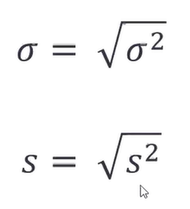 σ = √σ²
s = √s²